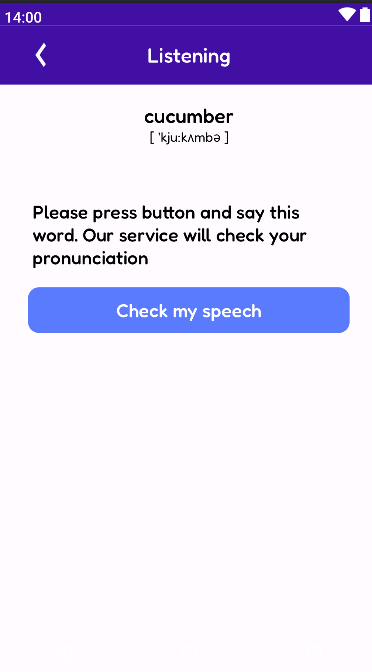 14:00
Listening
cucumber
[ 'kju:kʌmbə ]
Please press button and say this
word. Our service will check your
pronunciation
Check my speech